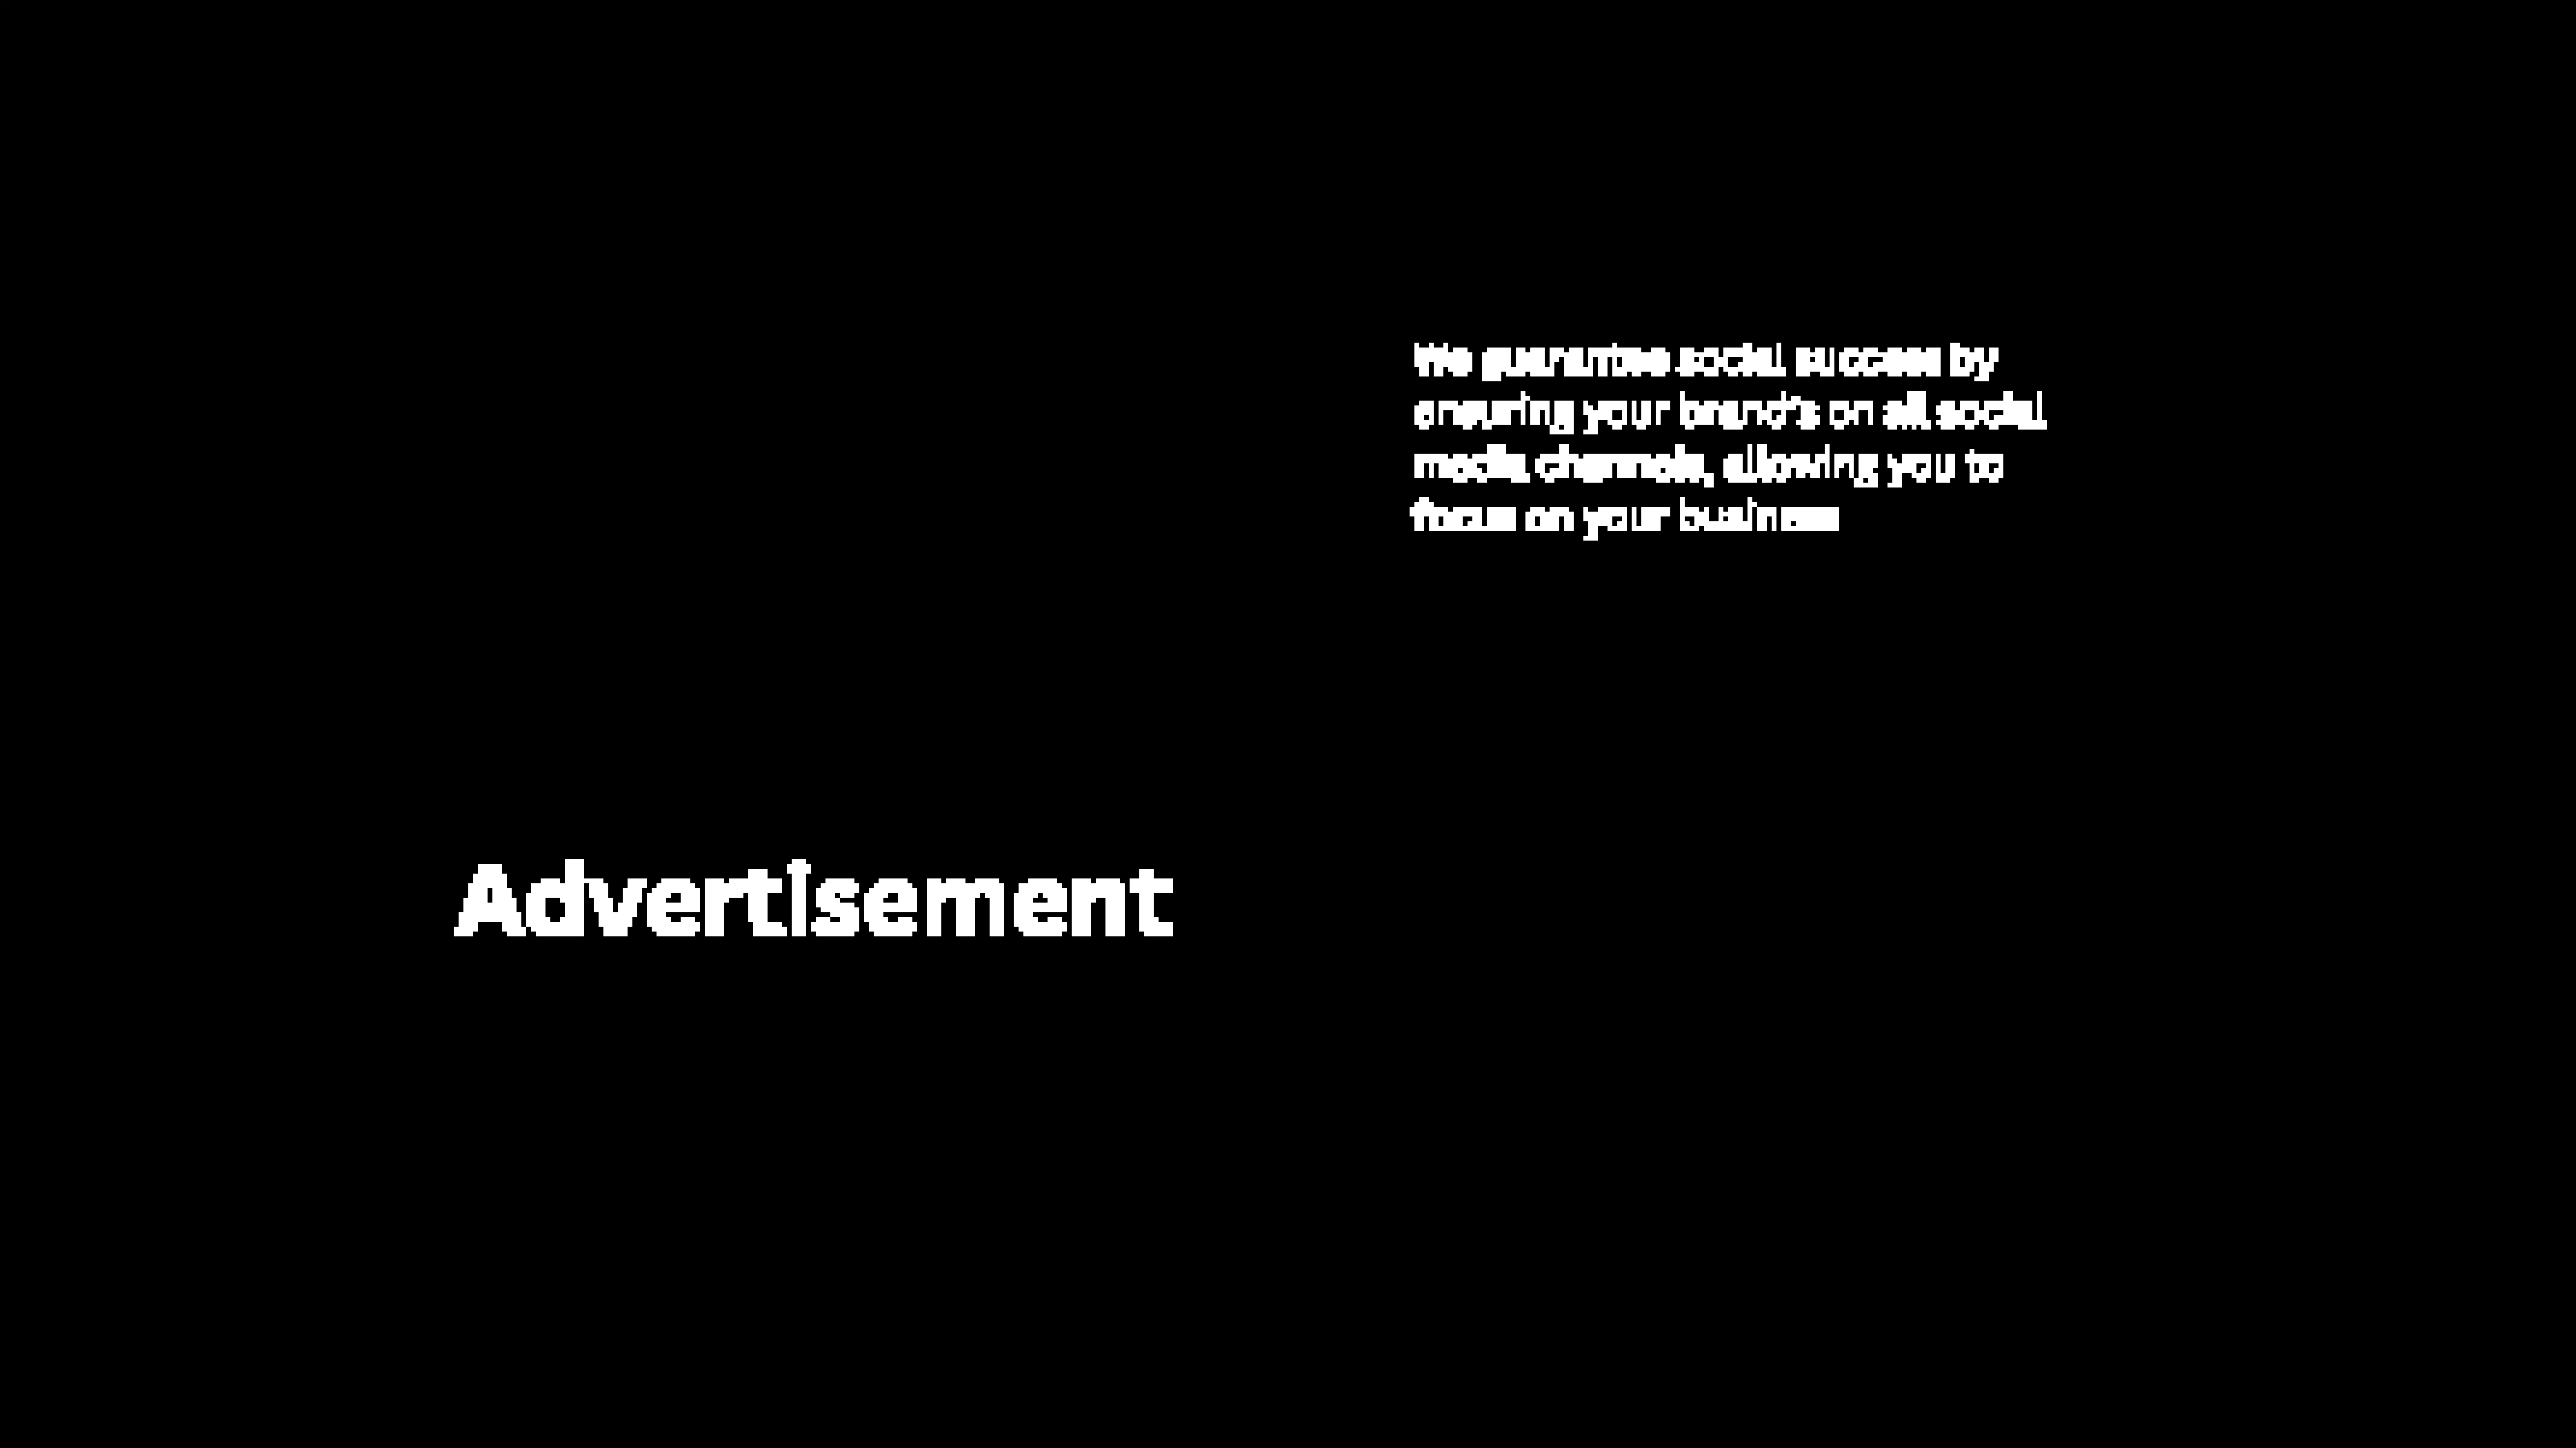 We guarantee social success by
ensuring your brand's on all social
media channels, allowing you to
focus on your business
Advertisement